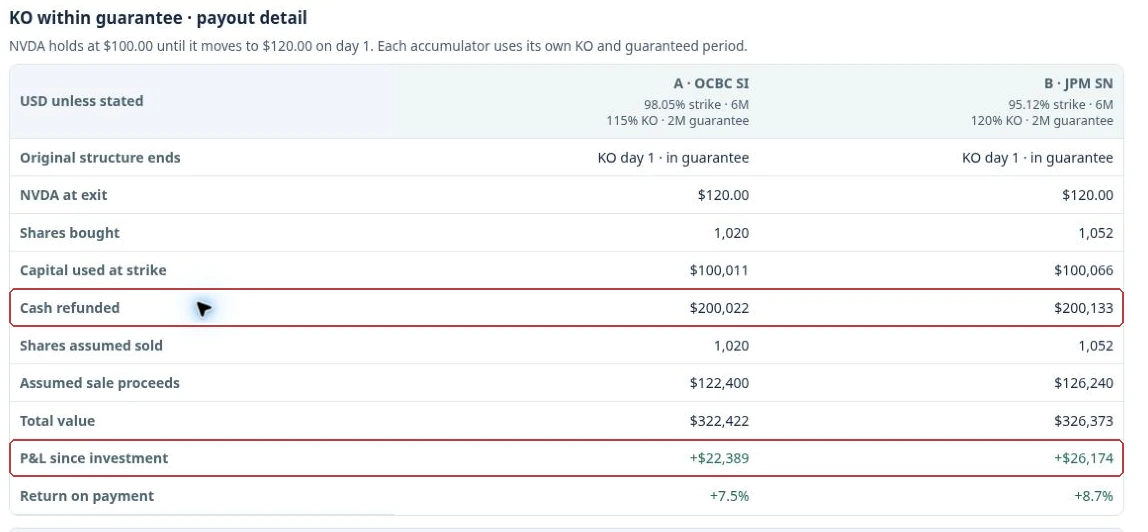 KO within guarantee · payout detail
NVDA holds at $100.00 until it moves to $120.00 on day 1. Each accumulator uses its own KO and guaranteed period.
USD unless stated A · OCBC SI B · JPM SN
98.05% strike · 6M 95.12% strike · 6M
115% KO · 2M guarantee 120% KO · 2M guarantee
Original structure ends KO day 1 · in guarantee KO day 1 · in guarantee
NVDA at exit $120.00 $120.00
Shares bought 1,020 1,052
Capital used at strike $100,011 $100,066
Cash refunded $200,022 $200,133
Shares assumed sold 1,020 1,052
Assumed sale proceeds $122,400 $126,240
Total value $322,422 $326,373
P&L since investment +$22,389 +$26,174
Return on payment +7.5% +8.7%